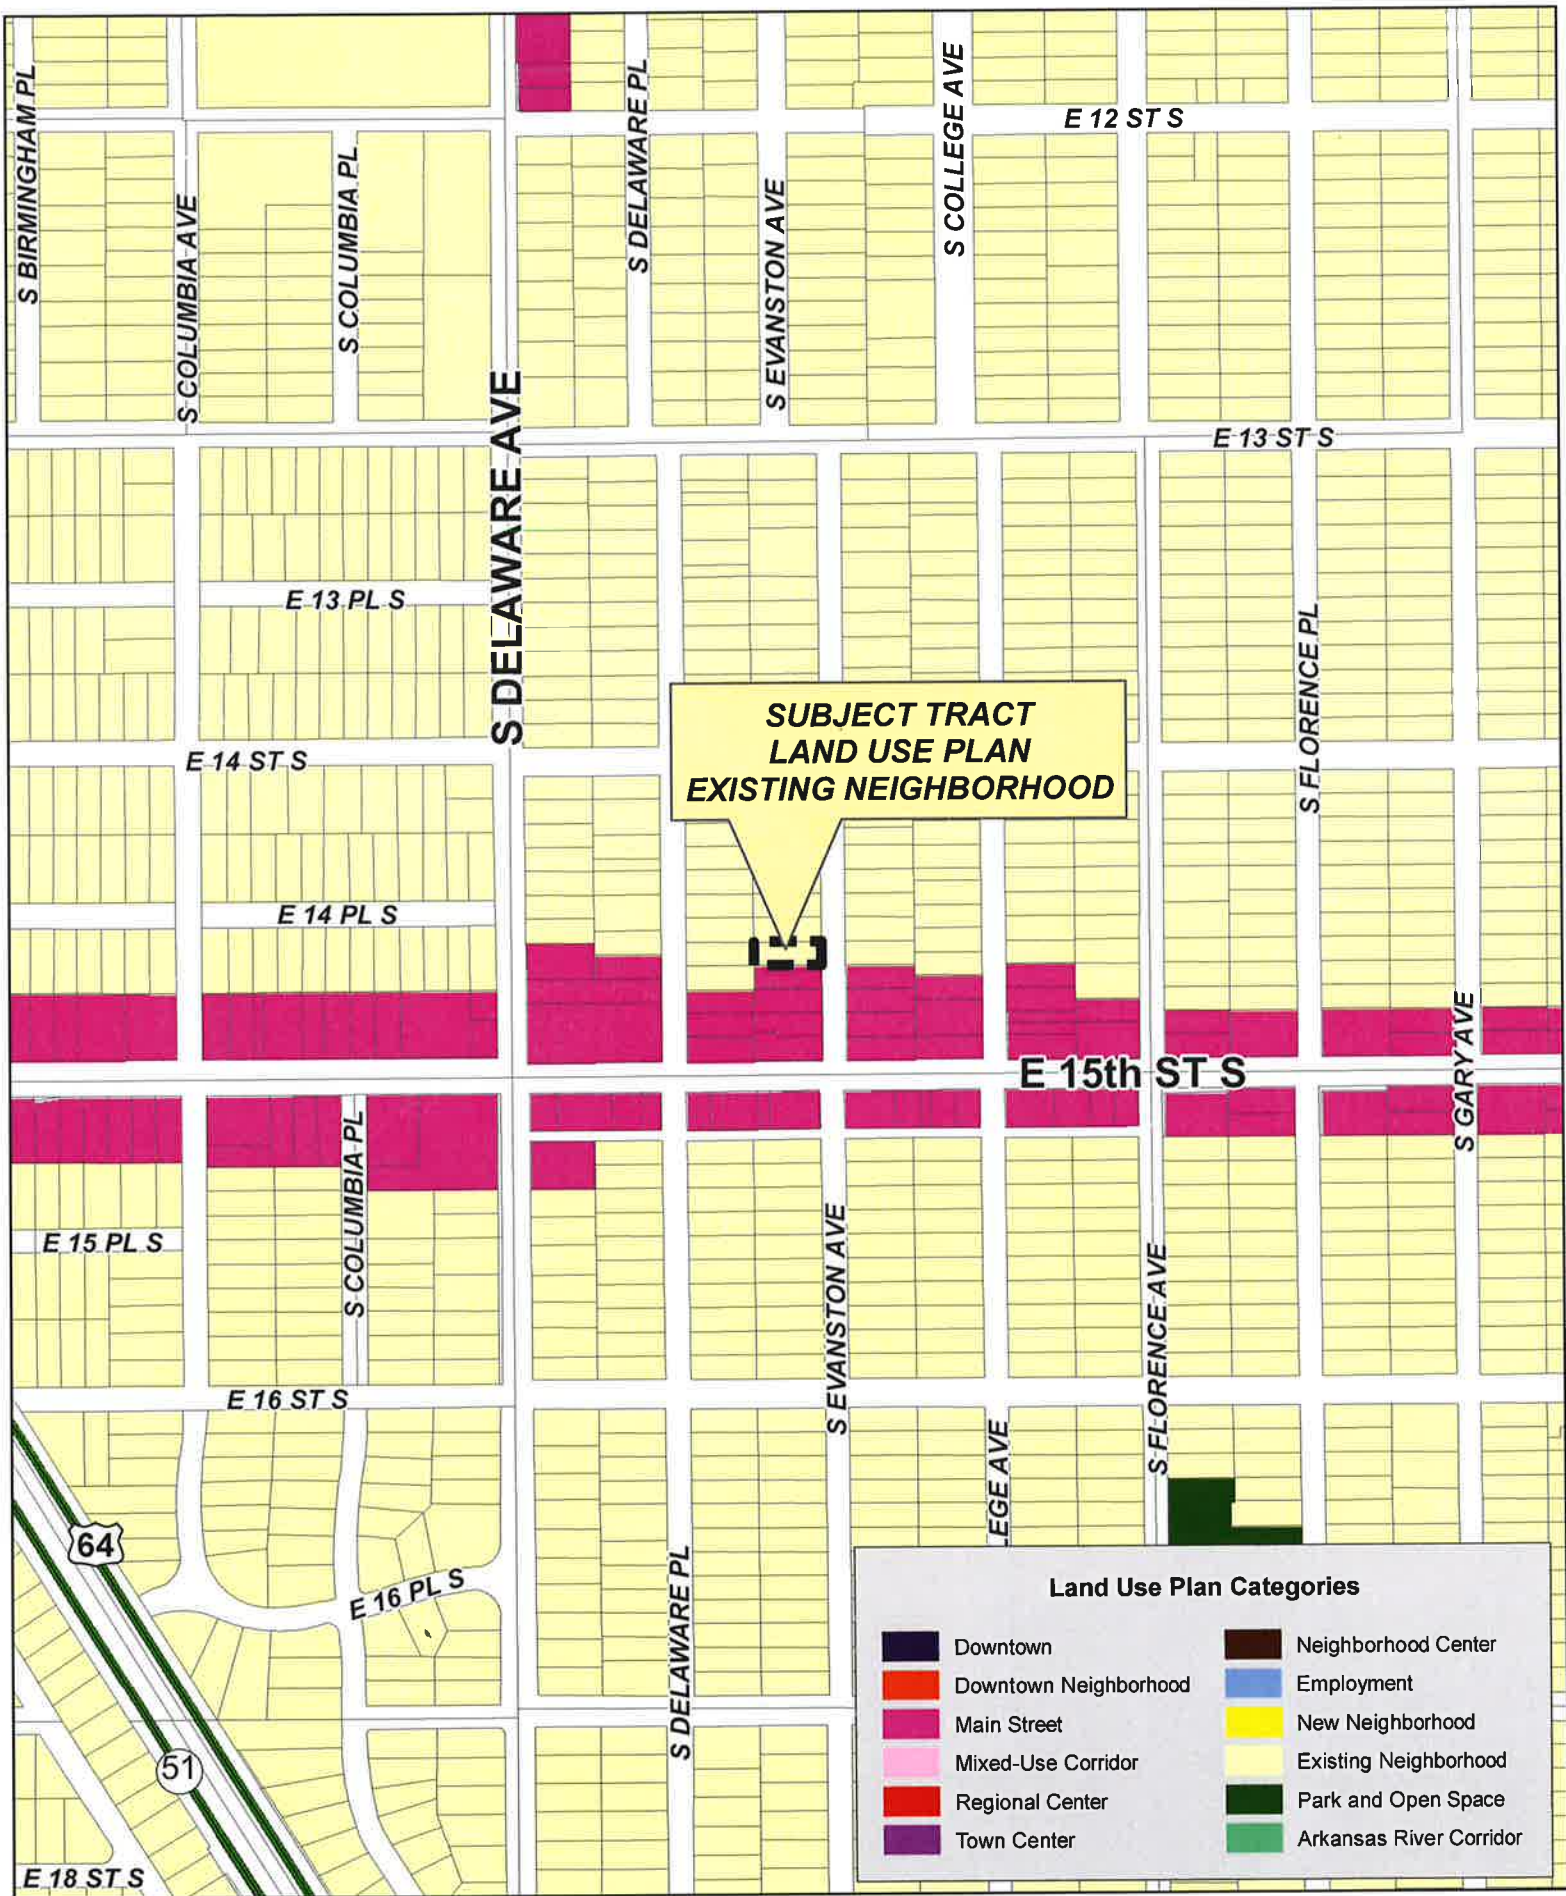 S BIRMINGHAM PL
S COLUMBIA AVE
S COLUMBIA PL
S DELAWARE PL
S EVANSTON AVE
S COLLEGE AVE
E 12 ST S
S DELAWARE AVE
E 13 ST S
E 13 PL S
S FLORENCE PL
E 14 ST S
SUBJECT TRACT
LAND USE PLAN
EXISTING NEIGHBORHOOD
E 14 PL S
E 15th ST S
S GARY AVE
S COLUMBIA PL
E 15 PL S
S EVANSTON AVE
S FLORENCE AVE
E 16 ST S
LEGE AVE
64
E 16 PL S
S DELAWARE PL
51
E 18 ST S
Land Use Plan Categories
Downtown
Downtown Neighborhood
Main Street
Mixed-Use Corridor
Regional Center
Town Center
Neighborhood Center
Employment
New Neighborhood
Existing Neighborhood
Park and Open Space
Arkansas River Corridor